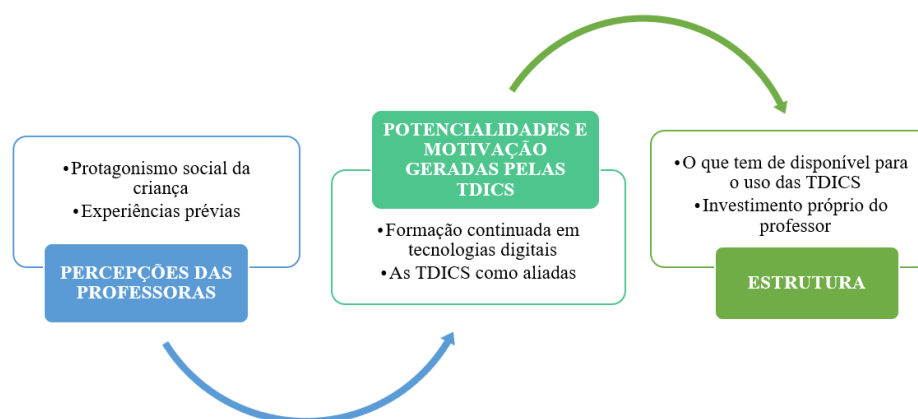 •Protagonismo social da
criança
•Experiências prévias
PERCEPÇÕES DAS
PROFESSORAS
POTENCIALIDADES E
MOTIVAÇÃO
GERADAS PELAS
TDICS
•Formação continuada em
tecnologias digitais
•As TDICS como aliadas
•O que tem de disponível para
o uso das TDICS
•Investimento próprio do
professor
ESTRUTURA